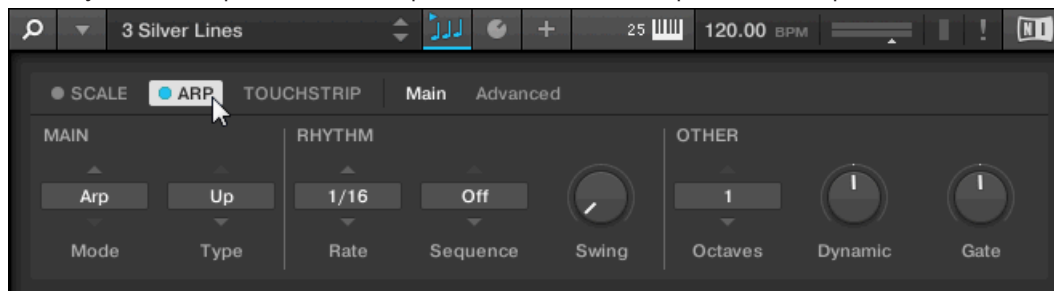 3 Silver Lines 25 120.00 BPM ! NI
SCALE ARP TOUCHSTRIP Main Advanced
MAIN RHYTHM OTHER
Arp Up 1/16 Off 1
Mode Type Rate Sequence Swing Octaves Dynamic Gate